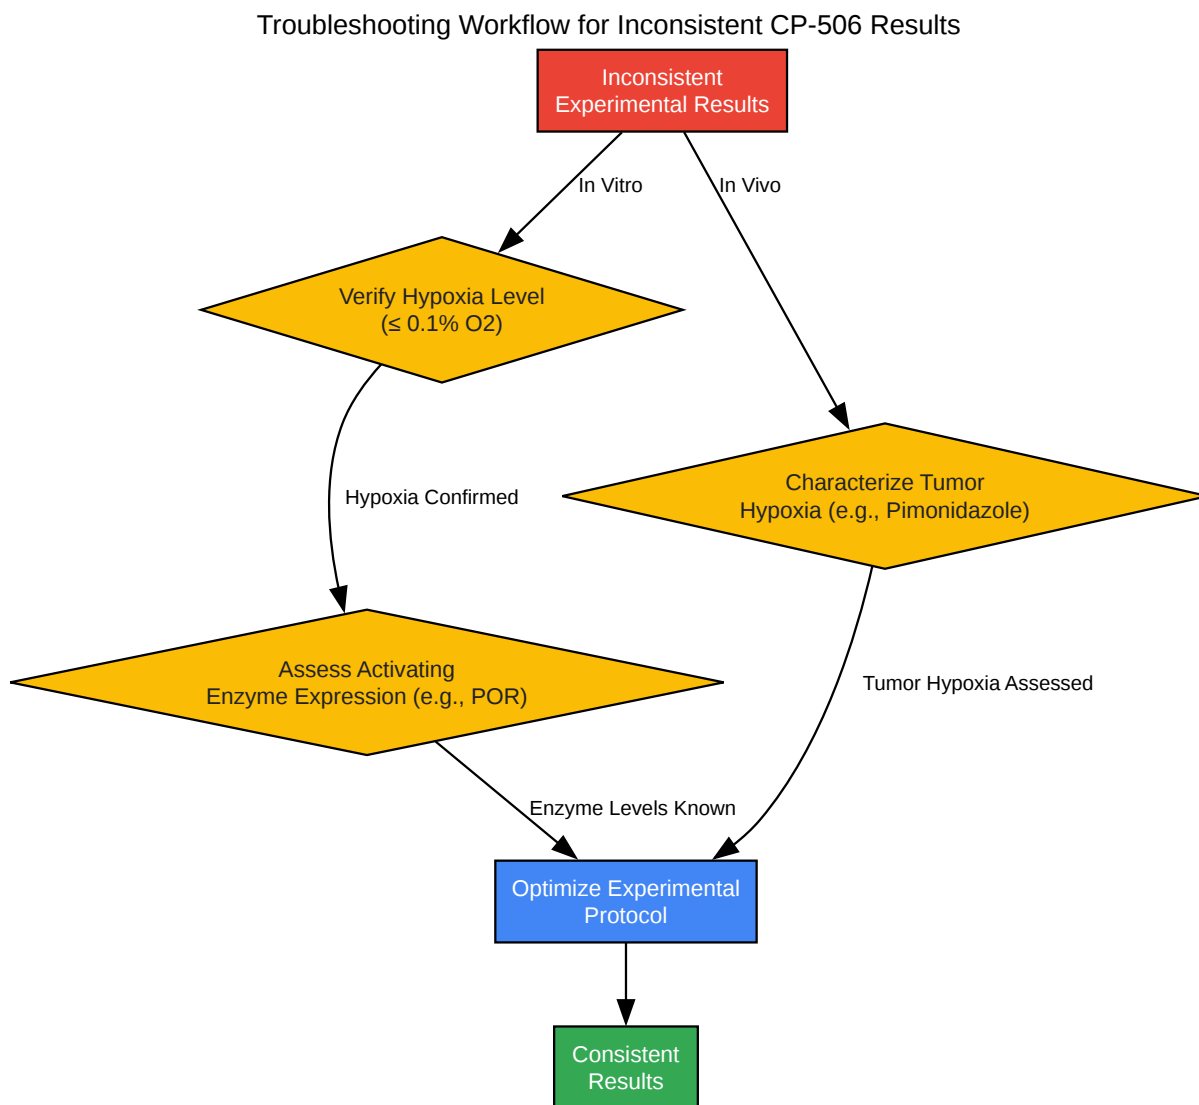 Troubleshooting Workflow for Inconsistent CP-506 Results
Inconsistent
Experimental Results
In Vitro
In Vivo
Verify Hypoxia Level
(≤ 0.1% O2)
Characterize Tumor
Hypoxia (e.g., Pimonidazole)
Hypoxia Confirmed
Assess Activating
Enzyme Expression (e.g., POR)
Tumor Hypoxia Assessed
Enzyme Levels Known
Optimize Experimental
Protocol
Consistent
Results